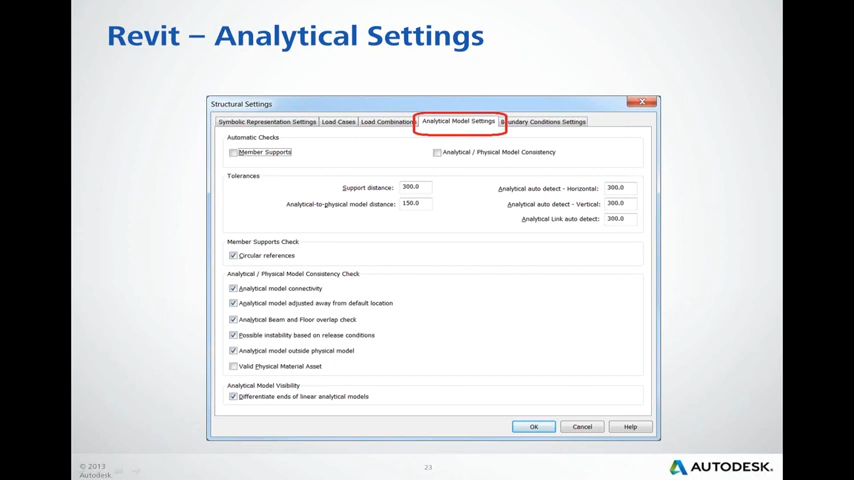 Revit – Analytical Settings
Structural Settings
Symbolic Representation Settings Load Cases Load Combinations Analytical Model Settings Boundary Conditions Settings
Automatic Checks
Member Supports Analytical / Physical Model Consistency
Tolerances
Support distance: 300.0 Analytical auto detect - Horizontal: 300.0
Analytical-to-physical model distance: 150.0 Analytical auto detect - Vertical: 300.0
Analytical Link auto detect: 300.0
Member Supports Check
Circular references
Analytical / Physical Model Consistency Check
Analytical model connectivity
Analytical model adjusted away from default location
Analytical Beam and Floor overlap check
Possible instability based on release conditions
Analytical model outside physical model
Valid Physical Material Asset
Analytical Model Visibility
Differentiate ends of linear analytical models
OK Cancel Help
© 2013
Autodesk
23
AUTODESK.